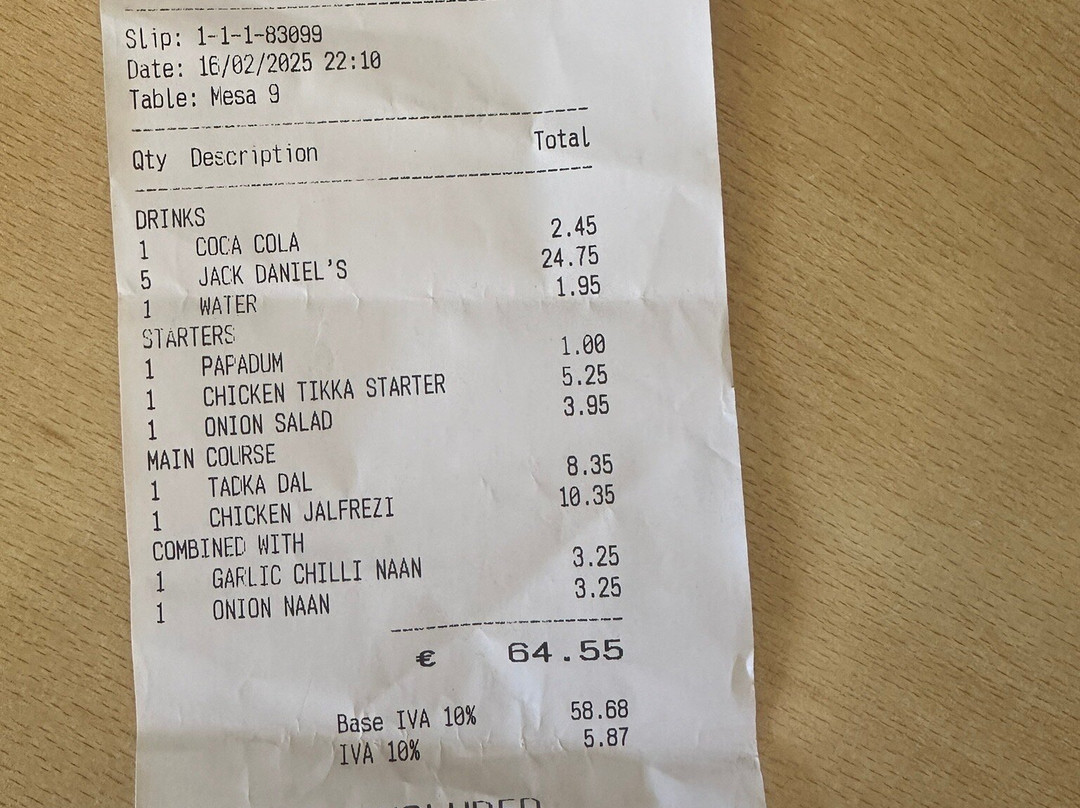 Slip: 1-1-1-83099
Date: 16/02/2025 22:10
Table: Mesa 9
Qty Description Total
DRINKS
1 COCA COLA 2.45
5 JACK DANIEL'S 24.75
1 WATER 1.95
STARTERS
1 PAPADUM 1.00
1 CHICKEN TIKKA STARTER 5.25
1 ONION SALAD 3.95
MAIN COURSE
1 TADKA DAL 8.35
1 CHICKEN JALFREZI 10.35
COMBINED WITH
1 GARLIC CHILLI NAAN 3.25
1 ONION NAAN 3.25
€ 64.55
Base IVA 10% 58.68
IVA 10% 5.87